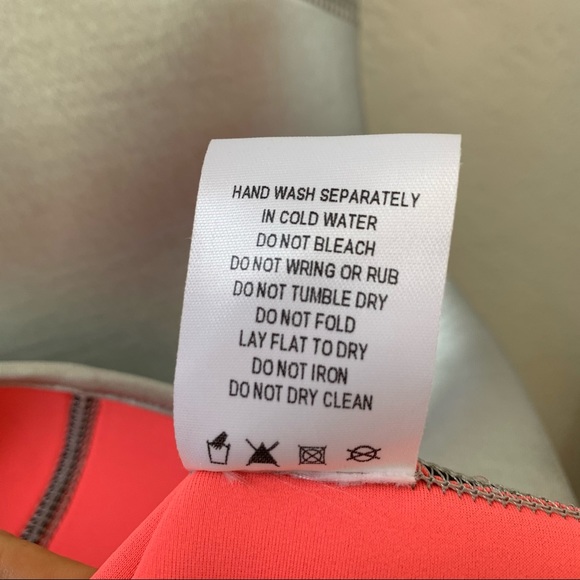 HAND WASH SEPARATELY
IN COLD WATER
DO NOT BLEACH
DO NOT WRING OR RUB
DO NOT TUMBLE DRY
DO NOT FOLD
LAY FLAT TO DRY
DO NOT IRON
DO NOT DRY CLEAN